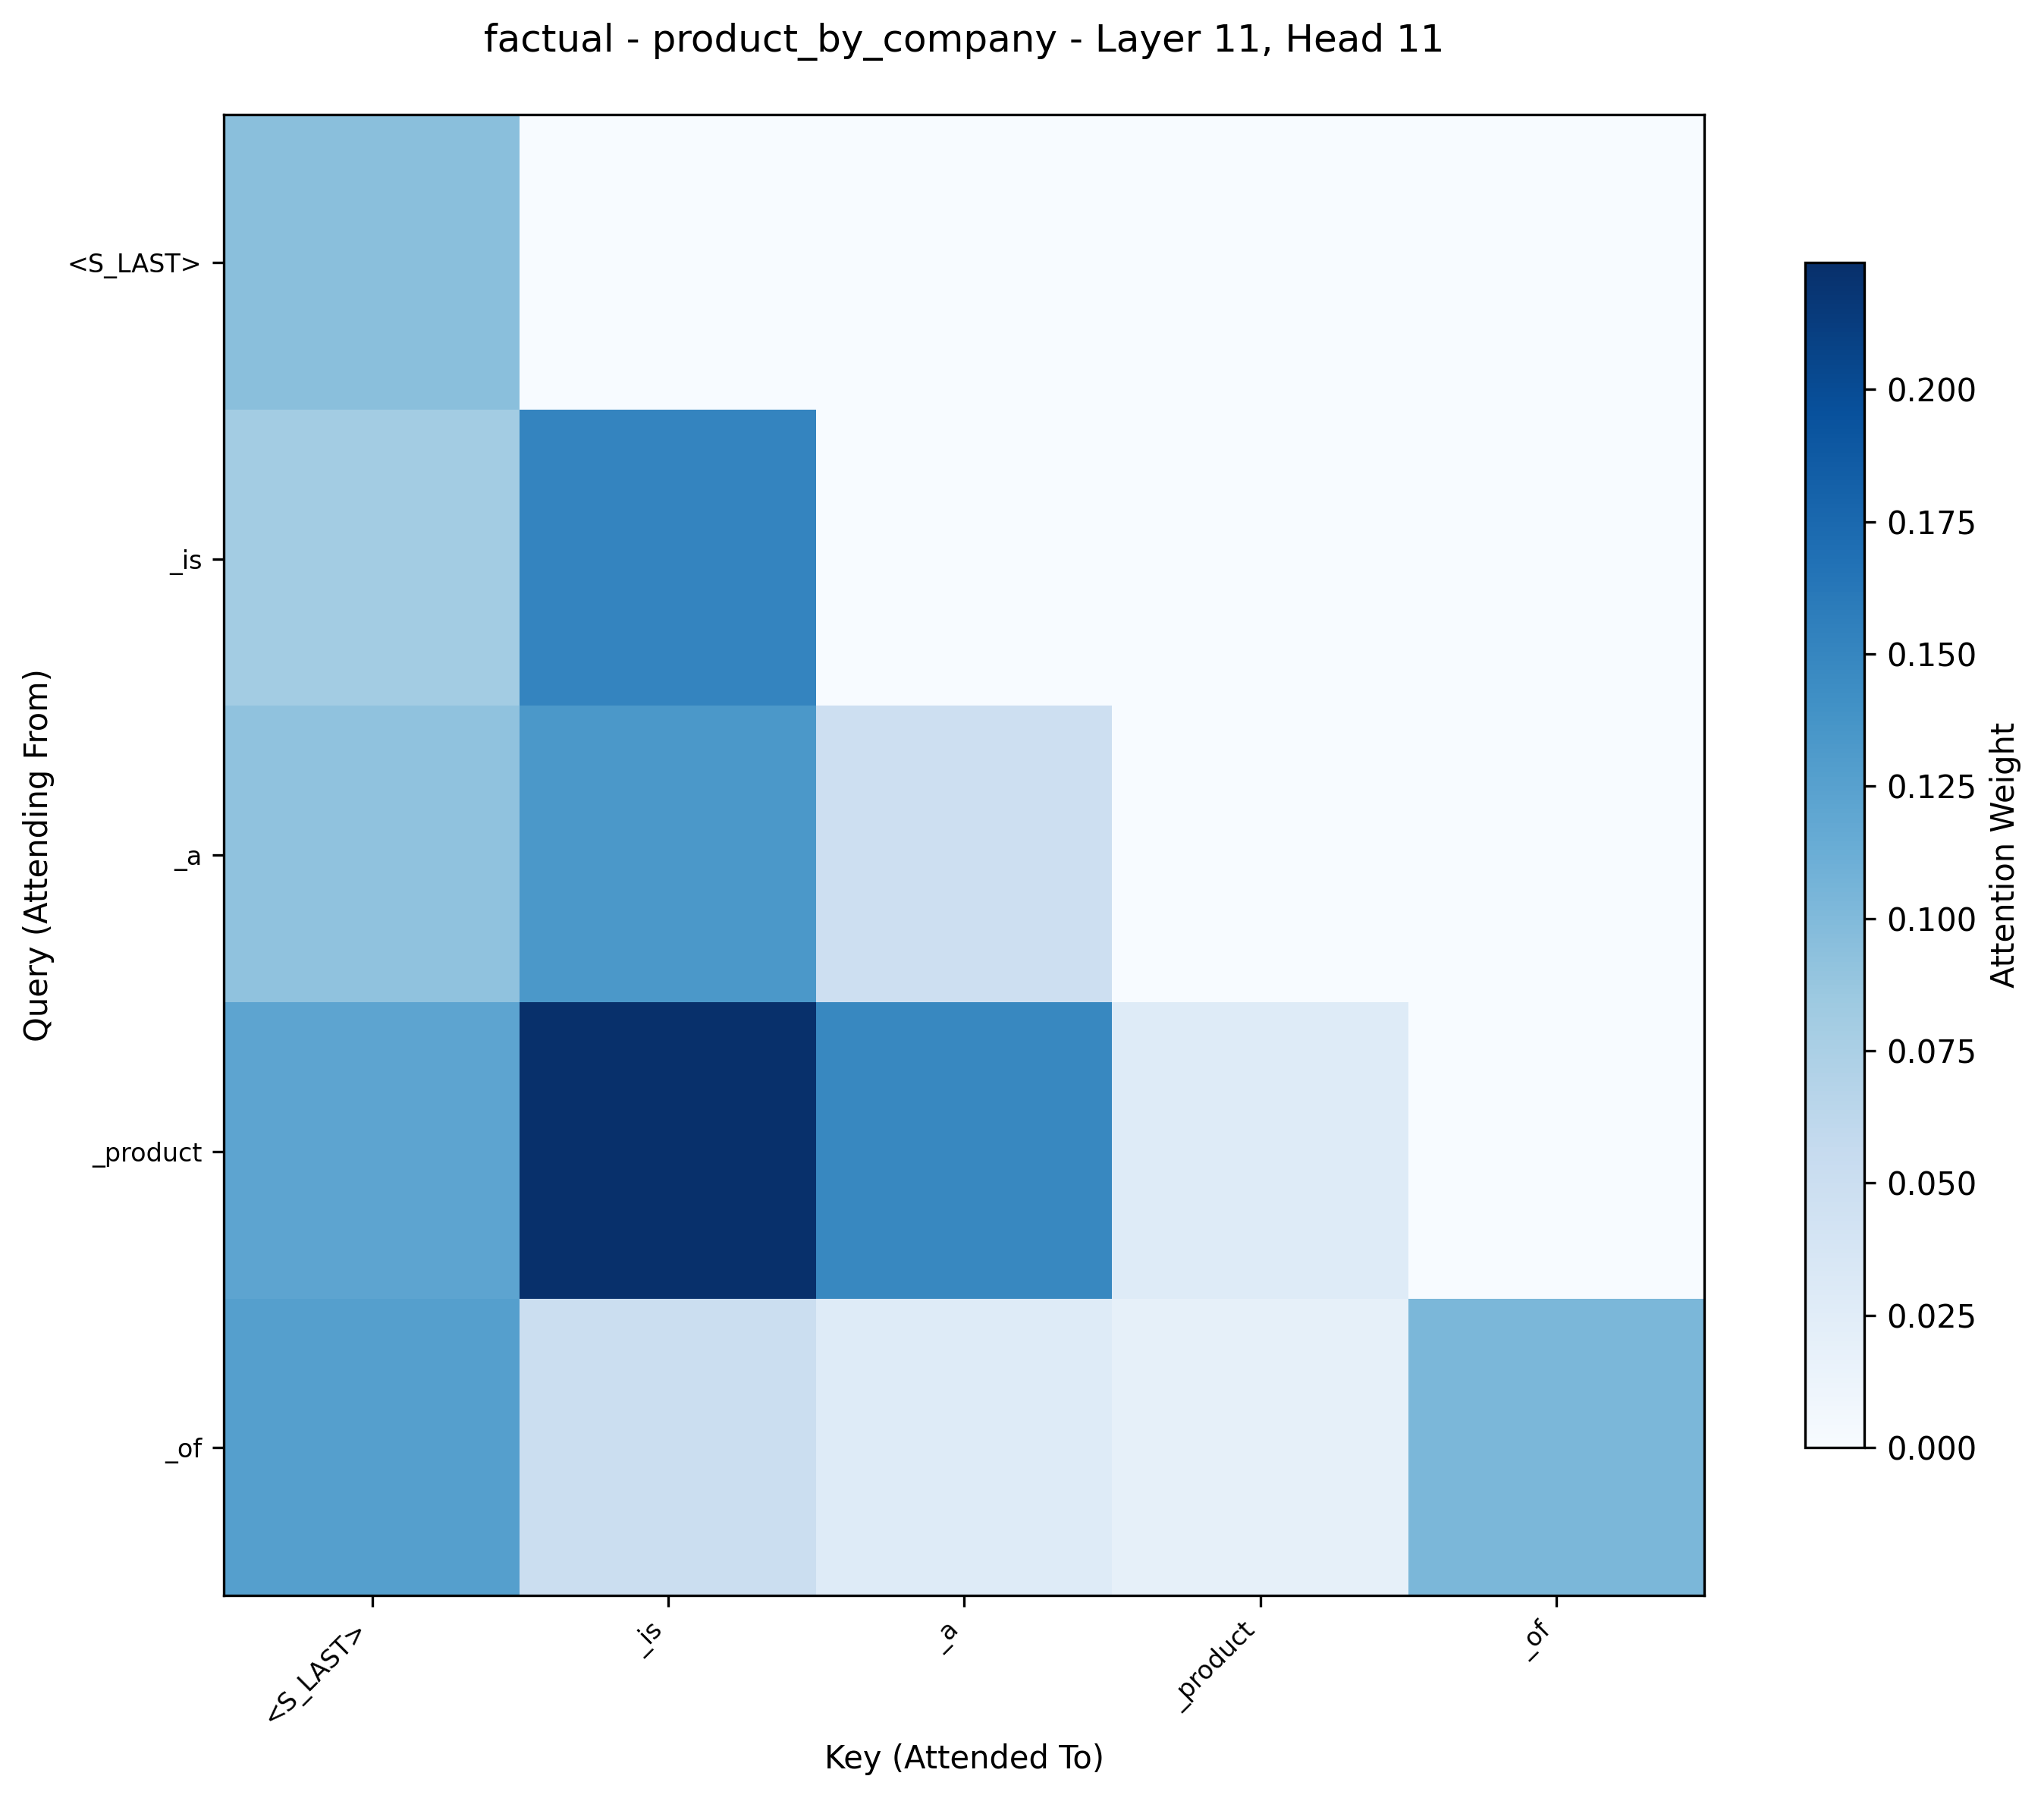 factual - product_by_company - Layer 11, Head 11
Query (Attending From)
<S_LAST>
_is
_a
_product
_of
<S_LAST>
_is
_a
_product
_of
Key (Attended To)
0.200
0.175
0.150
0.125
0.100
0.075
0.050
0.025
0.000
Attention Weight